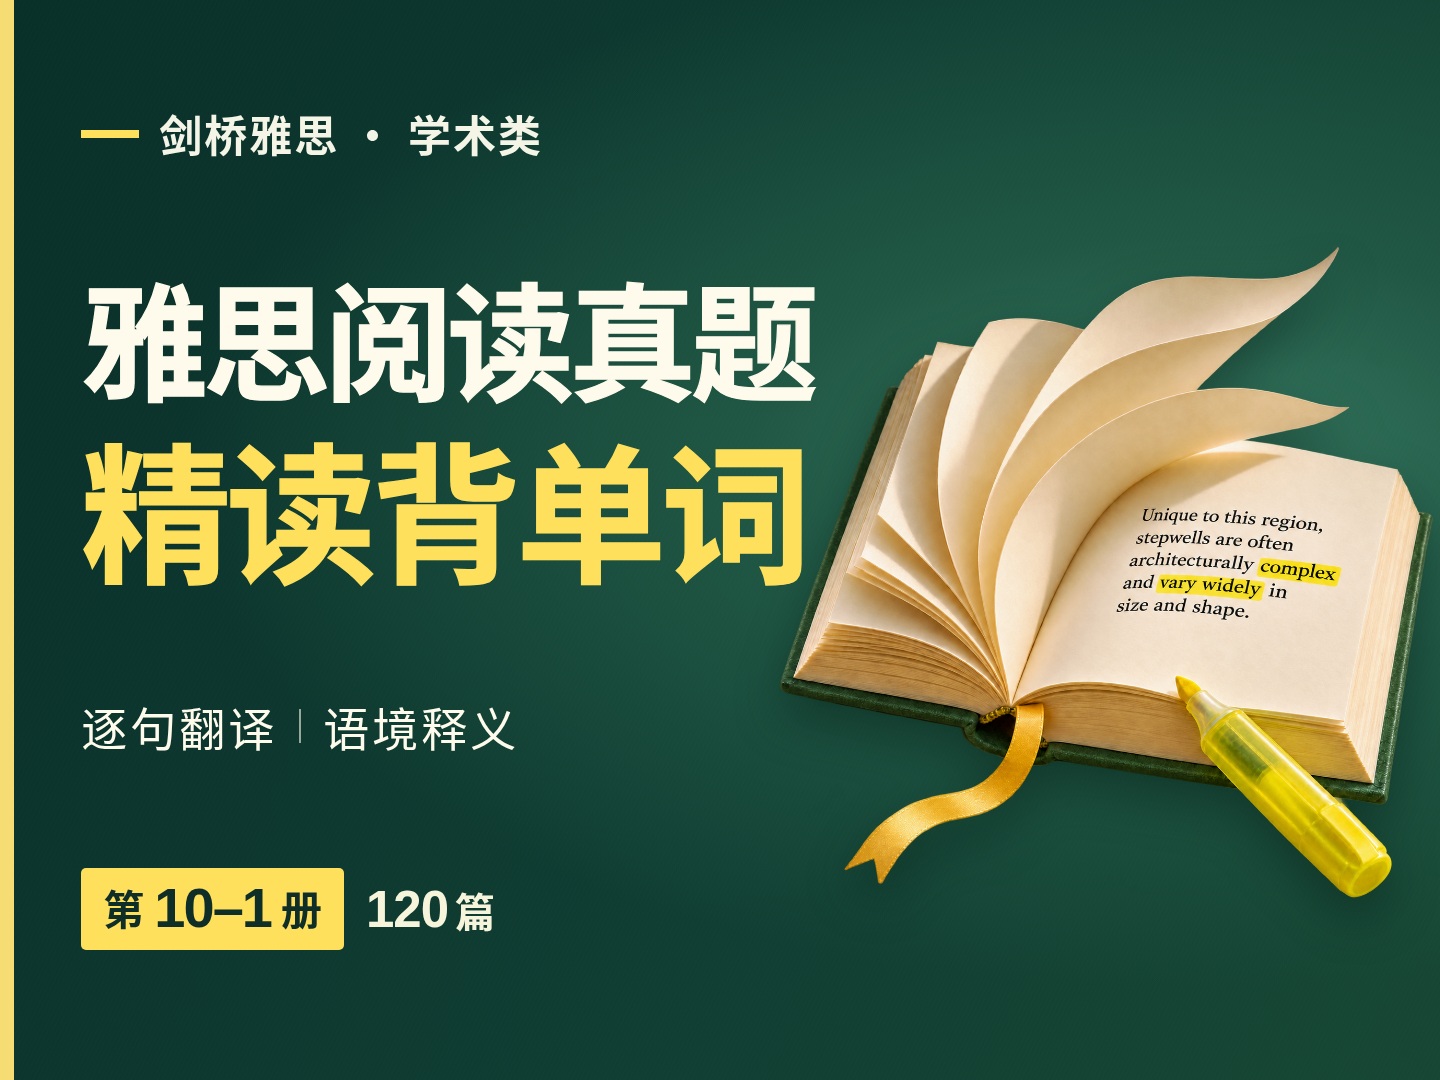 剑桥雅思 · 学术类
雅思阅读真题
精读背单词
逐句翻译 | 语境释义
第 10–1 册 120 篇
Unique to this region,
stepwells are often
architecturally complex
and vary widely in
size and shape.